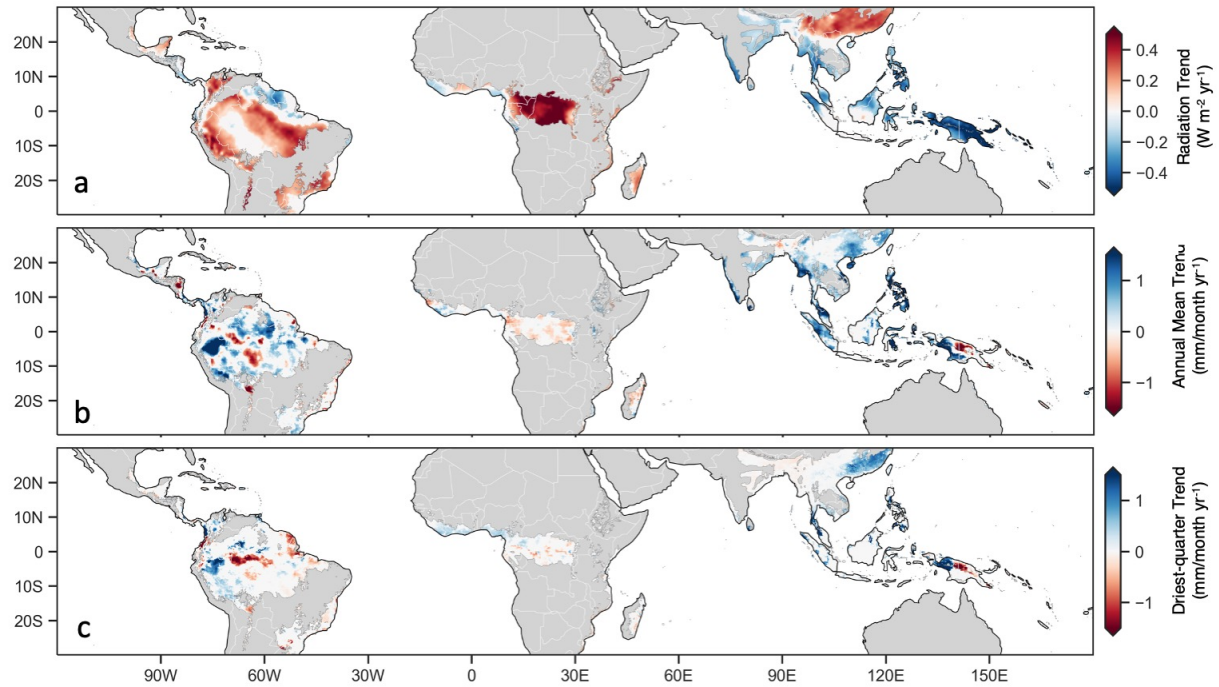 20N
10N
0
10S
20S
a
0.4
0.2
0.0
−0.2
−0.4
Radiation Trend
(W m⁻² yr⁻¹)
20N
10N
0
10S
20S
b
1
0
−1
Annual Mean Trend
(mm/month yr⁻¹)
20N
10N
0
10S
20S
c
1
0
−1
Driest-quarter Trend
(mm/month yr⁻¹)
90W 60W 30W 0 30E 60E 90E 120E 150E